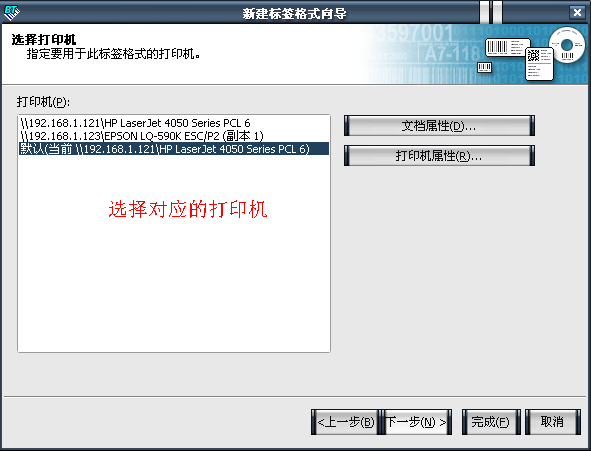 BT
新建标签格式向导
选择打印机
指定要用于此标签格式的打印机。
3597001
A7-118
打印机(P):
\\192.168.1.121\HP LaserJet 4050 Series PCL 6
\\192.168.1.123\EPSON LQ-590K ESC/P2 (副本 1)
默认(当前 \\192.168.1.121\HP LaserJet 4050 Series PCL 6)
文档属性(D)...
打印机属性(R)...
选择对应的打印机
<上一步(B)
下一步(N) >
完成(F)
取消